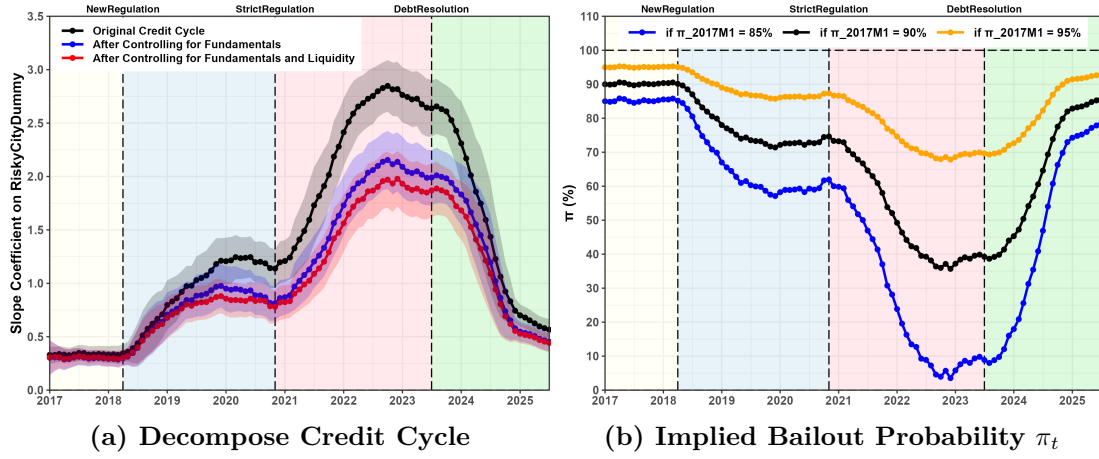 NewRegulation StrictRegulation DebtResolution
Slope Coefficient on RiskyCityDummy
3.5
3.0
2.5
2.0
1.5
1.0
0.5
0.0
Original Credit Cycle
After Controlling for Fundamentals
After Controlling for Fundamentals and Liquidity
2017 2018 2019 2020 2021 2022 2023 2024 2025
(a) Decompose Credit Cycle
NewRegulation StrictRegulation DebtResolution
π (%)
110
100
90
80
70
60
50
40
30
20
10
0
if π_2017M1 = 85% if π_2017M1 = 90% if π_2017M1 = 95%
2017 2018 2019 2020 2021 2022 2023 2024 2025
(b) Implied Bailout Probability πt